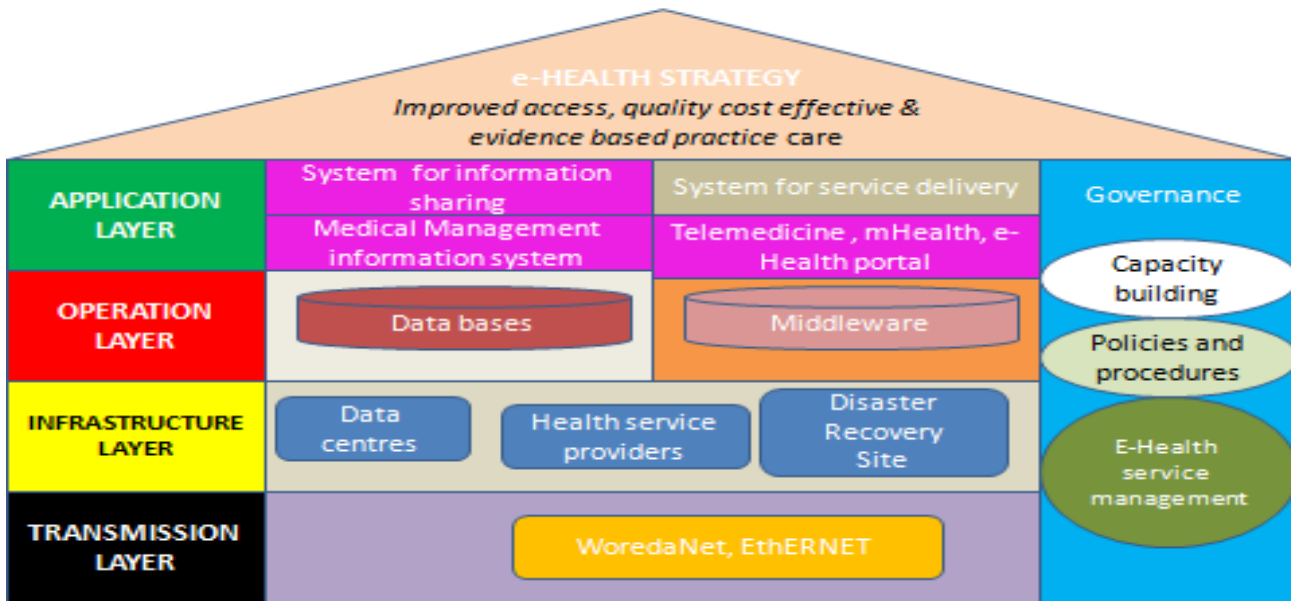 e-HEALTH STRATEGY
Improved access, quality cost effective &
evidence based practice care
APPLICATION
LAYER
System for information
sharing
System for service delivery
Medical Management
information system
Telemedicine , mHealth, e-
Health portal
OPERATION
LAYER
Data bases
Middleware
INFRASTRUCTURE
LAYER
Data
centres
Health service
providers
Disaster
Recovery
Site
TRANSMISSION
LAYER
WoredaNet, EthERNET
Governance
Capacity
building
Policies and
procedures
E-Health
service
management